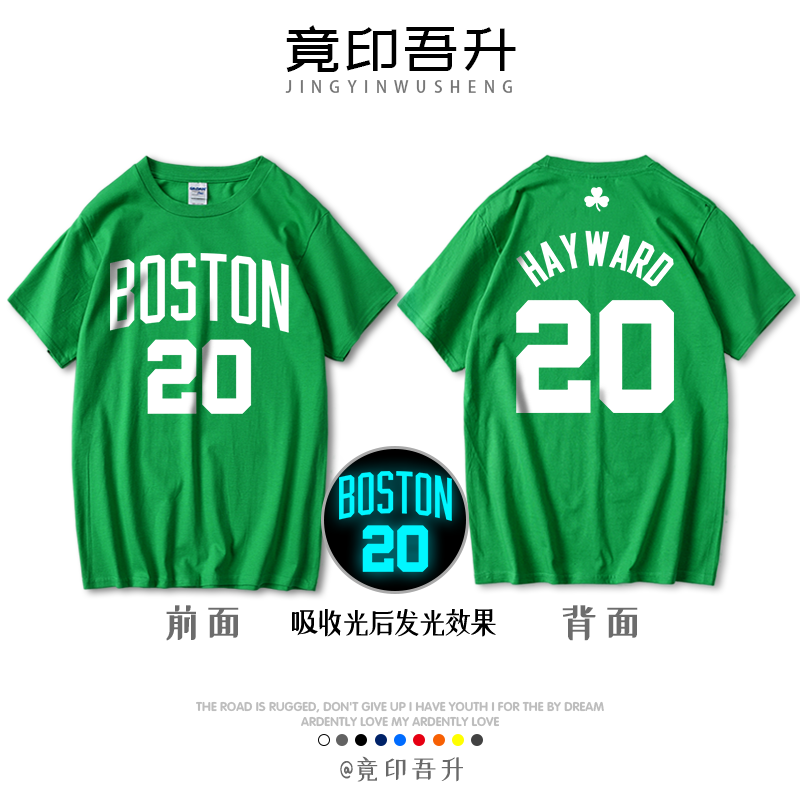 竟印吾升
JINGYINWUSHENG
BOSTON
20
HAYWARD
20
BOSTON
20
前面
吸收光后发光效果
背面
THE ROAD IS RUGGED, DON'T GIVE UP I HAVE YOUTH I FOR THE BY DREAM
ARDENTLY LOVE MY ARDENTLY LOVE
@竟印吾升